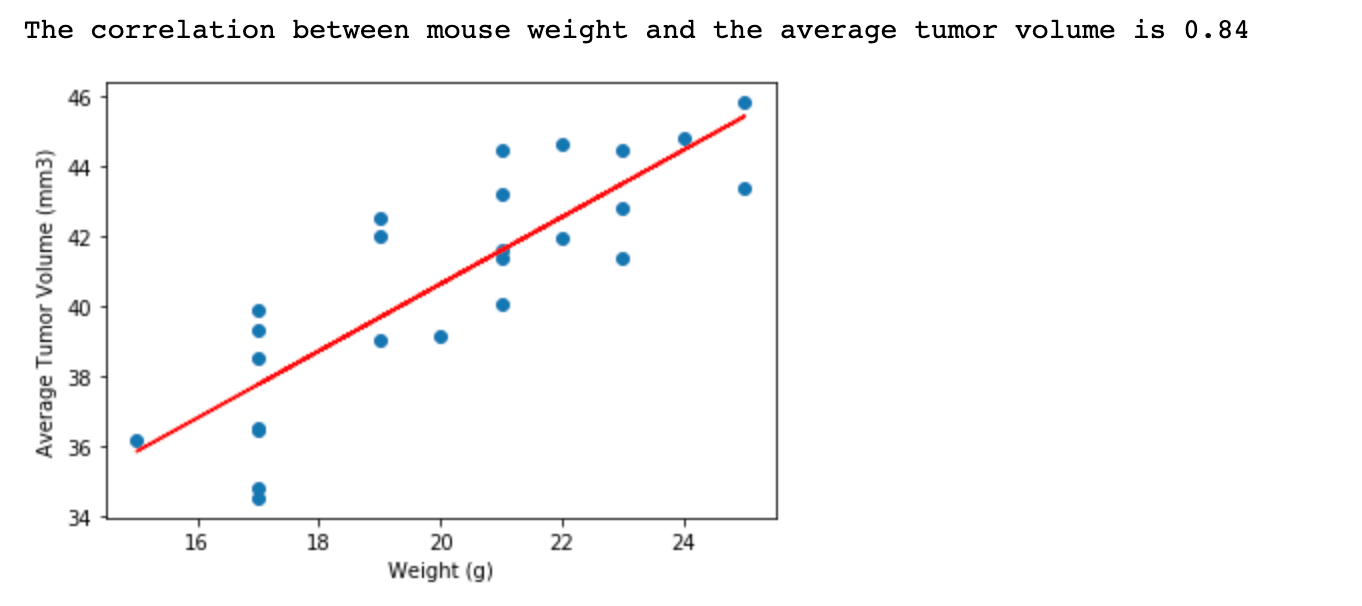 The correlation between mouse weight and the average tumor volume is 0.84
46
44
42
40
38
36
34
Average Tumor Volume (mm3)
16 18 20 22 24
Weight (g)